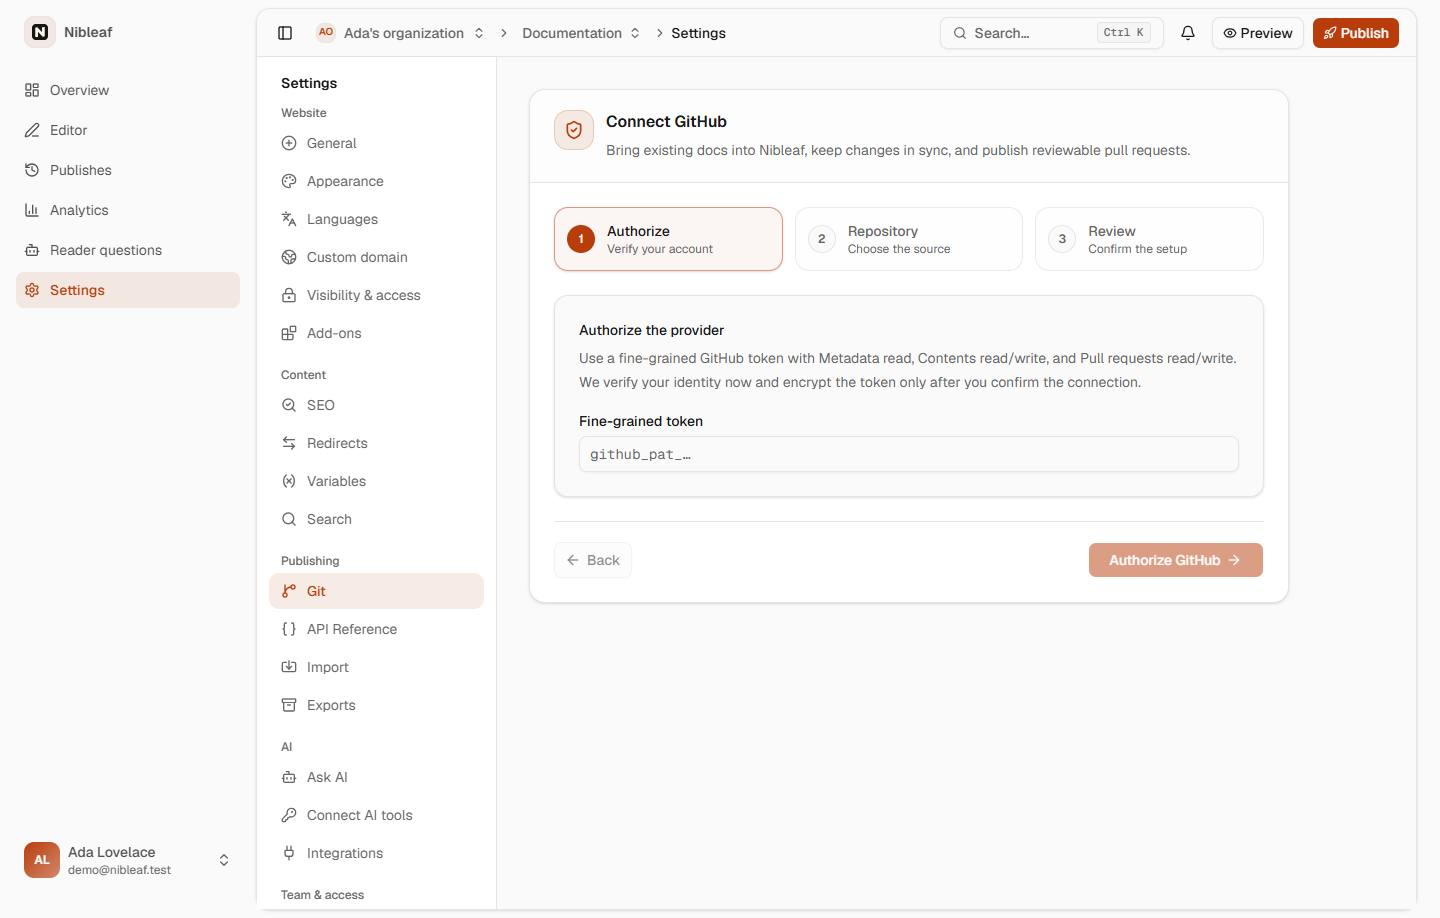 Nibleaf
Overview
Editor
Publishes
Analytics
Reader questions
Settings
AL
Ada Lovelace
demo@nibleaf.test
AO
Ada's organization
Documentation
Settings
Search...
Ctrl K
Preview
Publish
Settings
Website
General
Appearance
Languages
Custom domain
Visibility & access
Add-ons
Content
SEO
Redirects
Variables
Search
Publishing
Git
API Reference
Import
Exports
AI
Ask AI
Connect AI tools
Integrations
Team & access
Connect GitHub
Bring existing docs into Nibleaf, keep changes in sync, and publish reviewable pull requests.
1
Authorize
Verify your account
2
Repository
Choose the source
3
Review
Confirm the setup
Authorize the provider
Use a fine-grained GitHub token with Metadata read, Contents read/write, and Pull requests read/write.
We verify your identity now and encrypt the token only after you confirm the connection.
Fine-grained token
github_pat_…
Back
Authorize GitHub